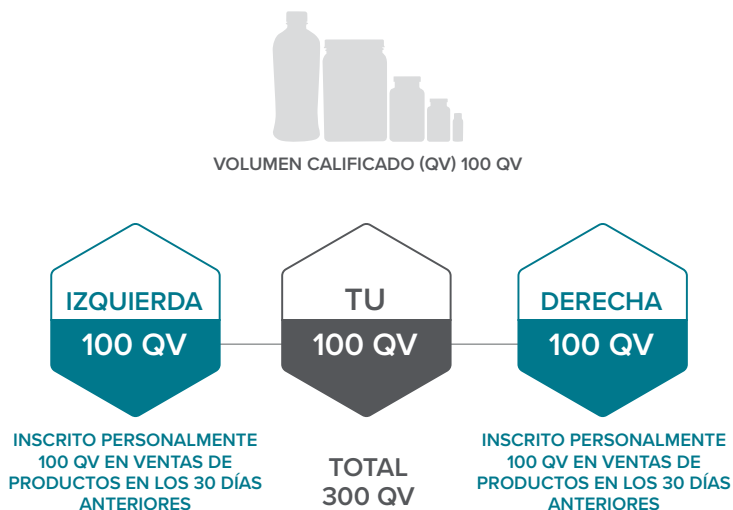 VOLUMEN CALIFICADO (QV) 100 QV
IZQUIERDA
100 QV
TU
100 QV
DERECHA
100 QV
INSCRITO PERSONALMENTE
100 QV EN VENTAS DE
PRODUCTOS EN LOS 30 DÍAS
ANTERIORES
TOTAL
300 QV
INSCRITO PERSONALMENTE
100 QV EN VENTAS DE
PRODUCTOS EN LOS 30 DÍAS
ANTERIORES